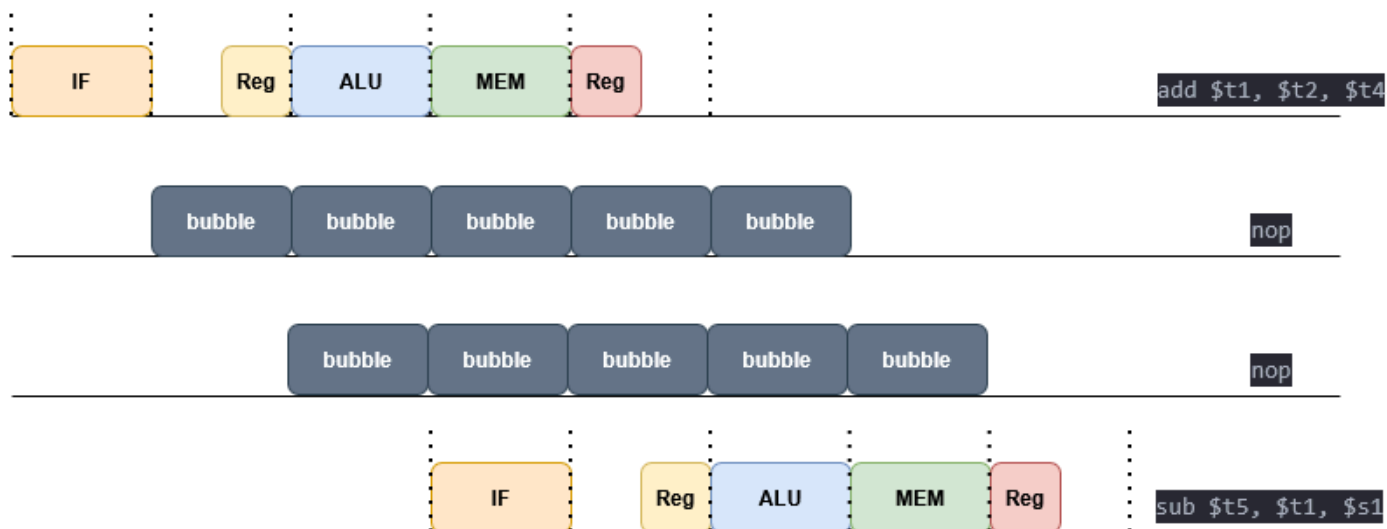 IF Reg ALU MEM Reg add $t1, $t2, $t4
bubble bubble bubble bubble bubble nop
bubble bubble bubble bubble bubble nop
IF Reg ALU MEM Reg sub $t5, $t1, $s1